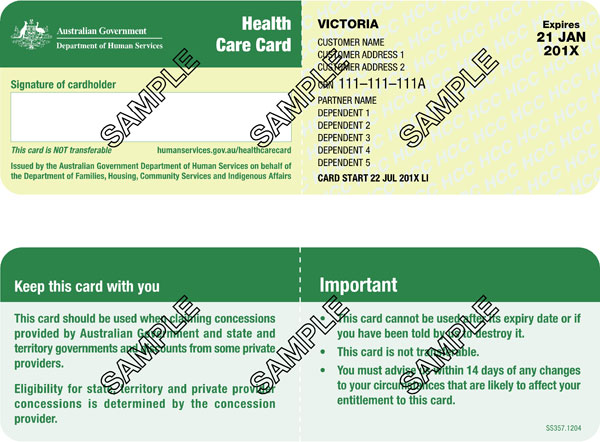 Australian Government
Department of Human Services
Health
Care Card
Signature of cardholder
This card is NOT transferable
humanservices.gov.au/healthcarecard
Issued by the Australian Government Department of Human Services on behalf of
the Department of Families, Housing, Community Services and Indigenous Affairs
SAMPLE
SAMPLE
VICTORIA
Expires
21 JAN
201X
CUSTOMER NAME
CUSTOMER ADDRESS 1
CUSTOMER ADDRESS 2
CRN 111–111–111A
PARTNER NAME
DEPENDENT 1
DEPENDENT 2
DEPENDENT 3
DEPENDENT 4
DEPENDENT 5
CARD START 22 JUL 201X LI
SAMPLE
HCC HCC HCC HCC HCC HCC
Keep this card with you
This card should be used when claiming concessions
provided by Australian Government and state and
territory governments and discounts from some private
providers.
Eligibility for state, territory and private provider
concessions is determined by the concession
provider.
SAMPLE
SAMPLE
Important
• This card cannot be used after its expiry date or if
you have been told by us to destroy it.
• This card is not transferable.
• You must advise us within 14 days of any changes
to your circumstances that are likely to affect your
entitlement to this card.
SAMPLE
SS357.1204